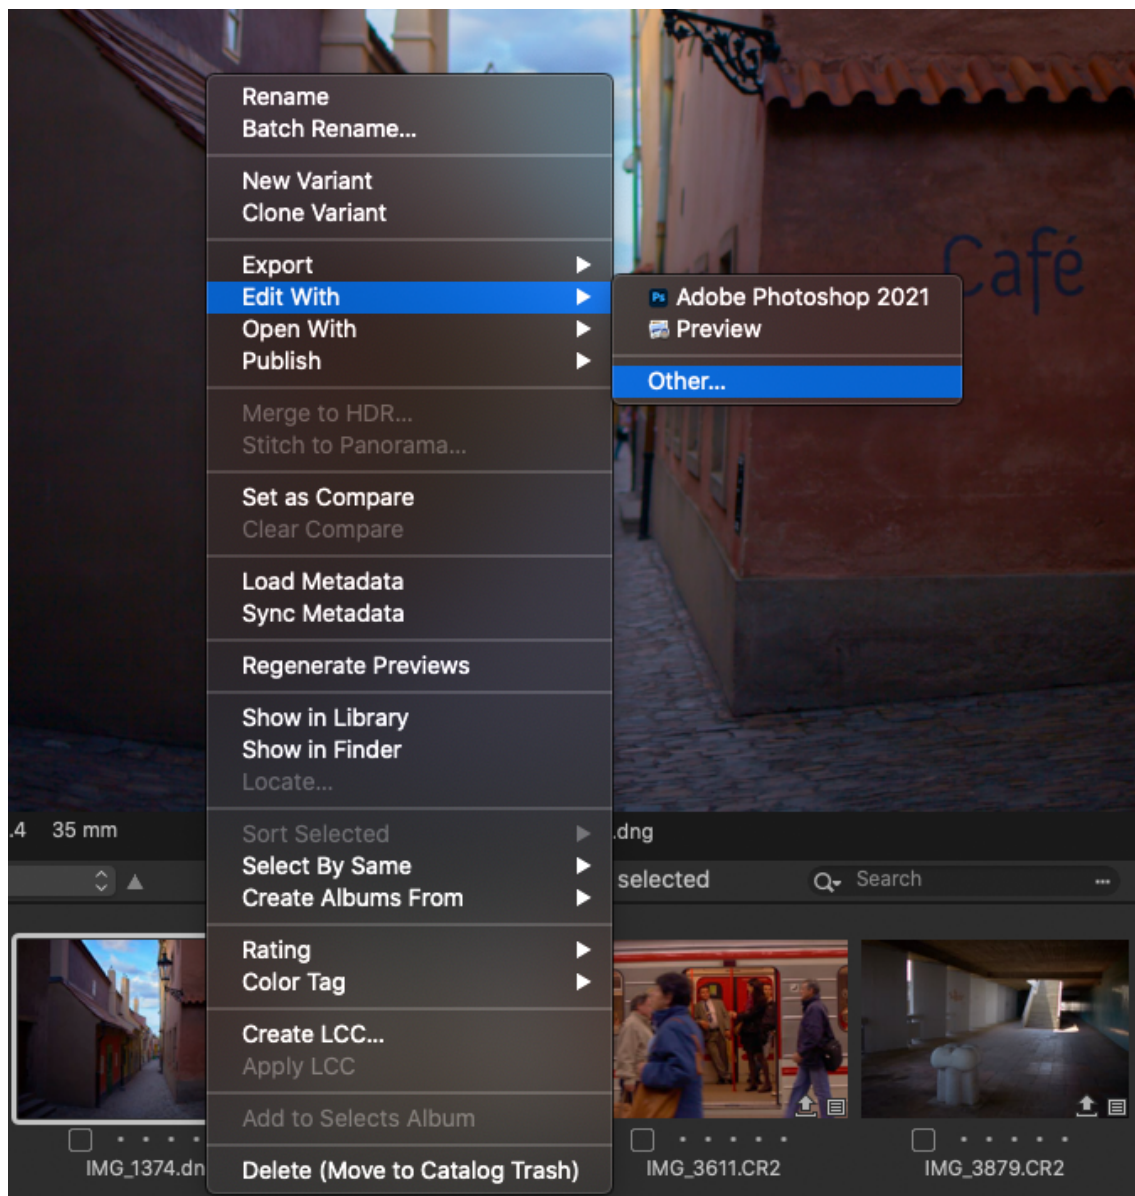 Rename
Batch Rename...
New Variant
Clone Variant
Export
Edit With
Open With
Publish
Café
Ps Adobe Photoshop 2021
Preview
Other...
Merge to HDR...
Stitch to Panorama...
Set as Compare
Clear Compare
Load Metadata
Sync Metadata
Regenerate Previews
Show in Library
Show in Finder
Locate...
.4 35 mm
.dng
Sort Selected
Select By Same
Create Albums From
selected
Search
Rating
Color Tag
Create LCC...
Apply LCC
Add to Selects Album
Delete (Move to Catalog Trash)
IMG_1374.dn
IMG_3611.CR2
IMG_3879.CR2